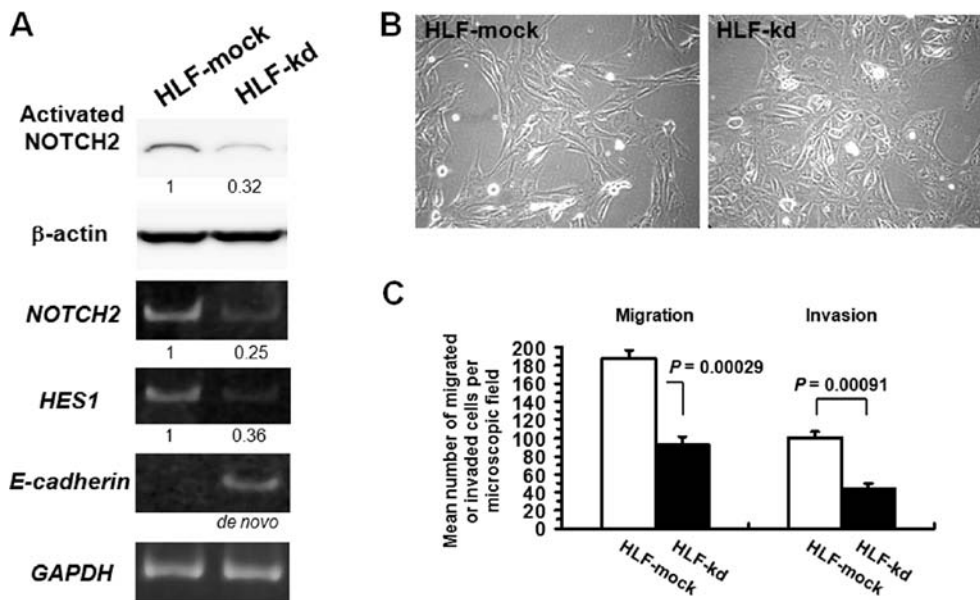 A
HLF-mock
HLF-kd
Activated
NOTCH2
1
0.32
β-actin
NOTCH2
1
0.25
HES1
1
0.36
E-cadherin
de novo
GAPDH
B
HLF-mock
HLF-kd
C
Migration
Invasion
Mean number of migrated
or invaded cells per
microscopic field
200
180
160
140
120
100
80
60
40
20
0
P = 0.00029
P = 0.00091
HLF-mock
HLF-kd
HLF-mock
HLF-kd